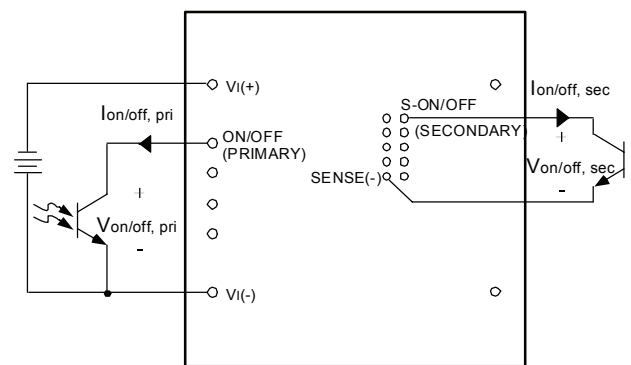 VI(+)
Ion/off, pri
ON/OFF
(PRIMARY)
+
Von/off, pri
-
VI(-)
S-ON/OFF
(SECONDARY)
SENSE(-)
Ion/off, sec
+
Von/off, sec
-